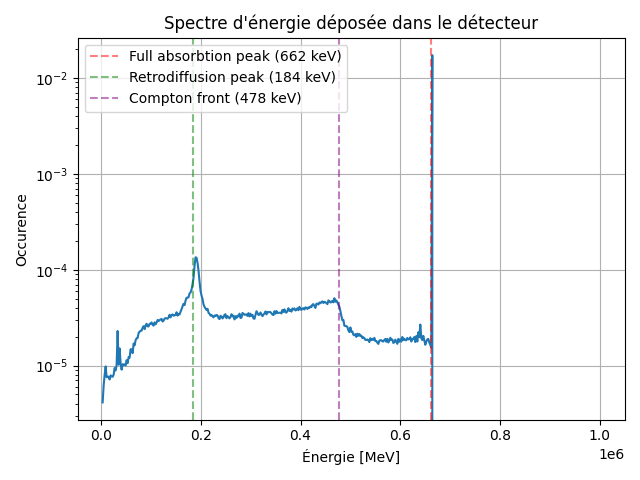 Spectre d'énergie déposée dans le détecteur
Full absorbtion peak (662 keV)
Retrodiffusion peak (184 keV)
Compton front (478 keV)
Occurence
10⁻²
10⁻³
10⁻⁴
10⁻⁵
0.0 0.2 0.4 0.6 0.8 1.0
1e6
Énergie [MeV]